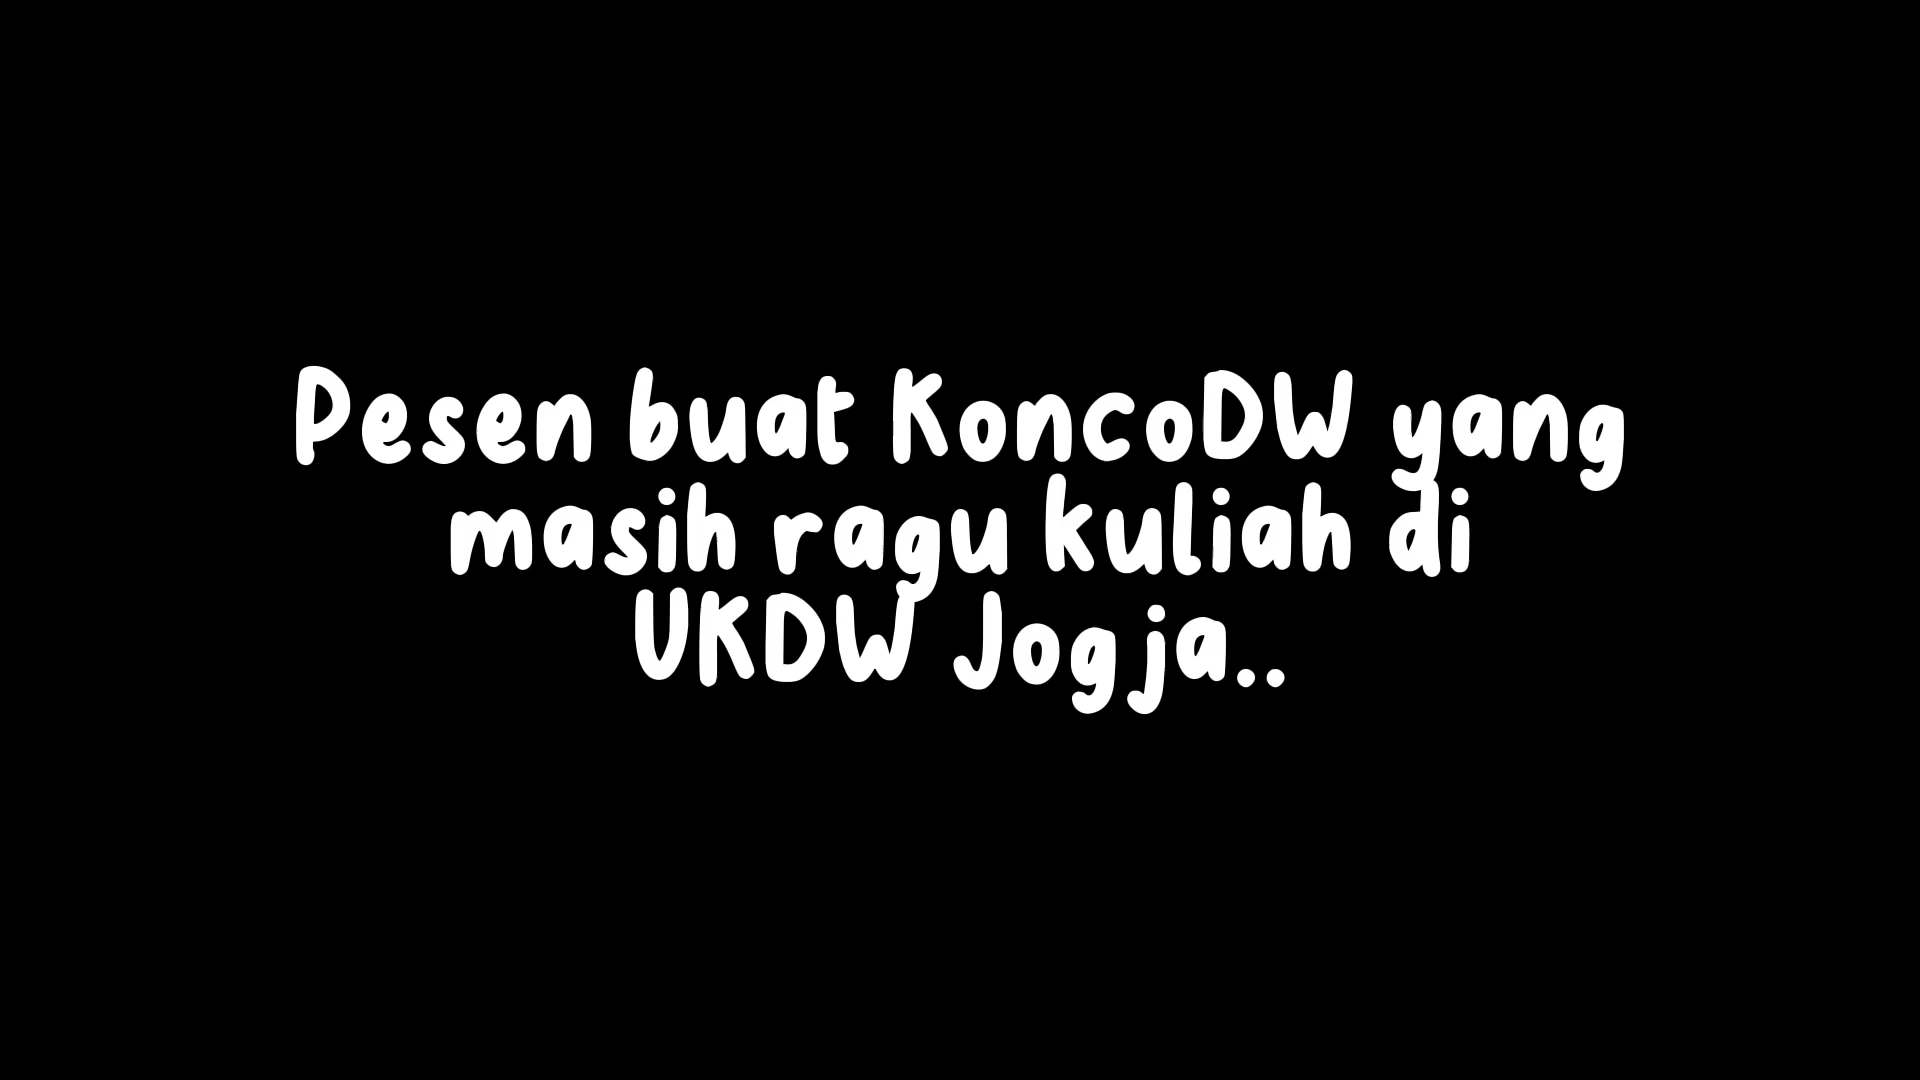 Pesen buat KoncoDW yang
masih ragu kuliah di
UKDW Jogja..